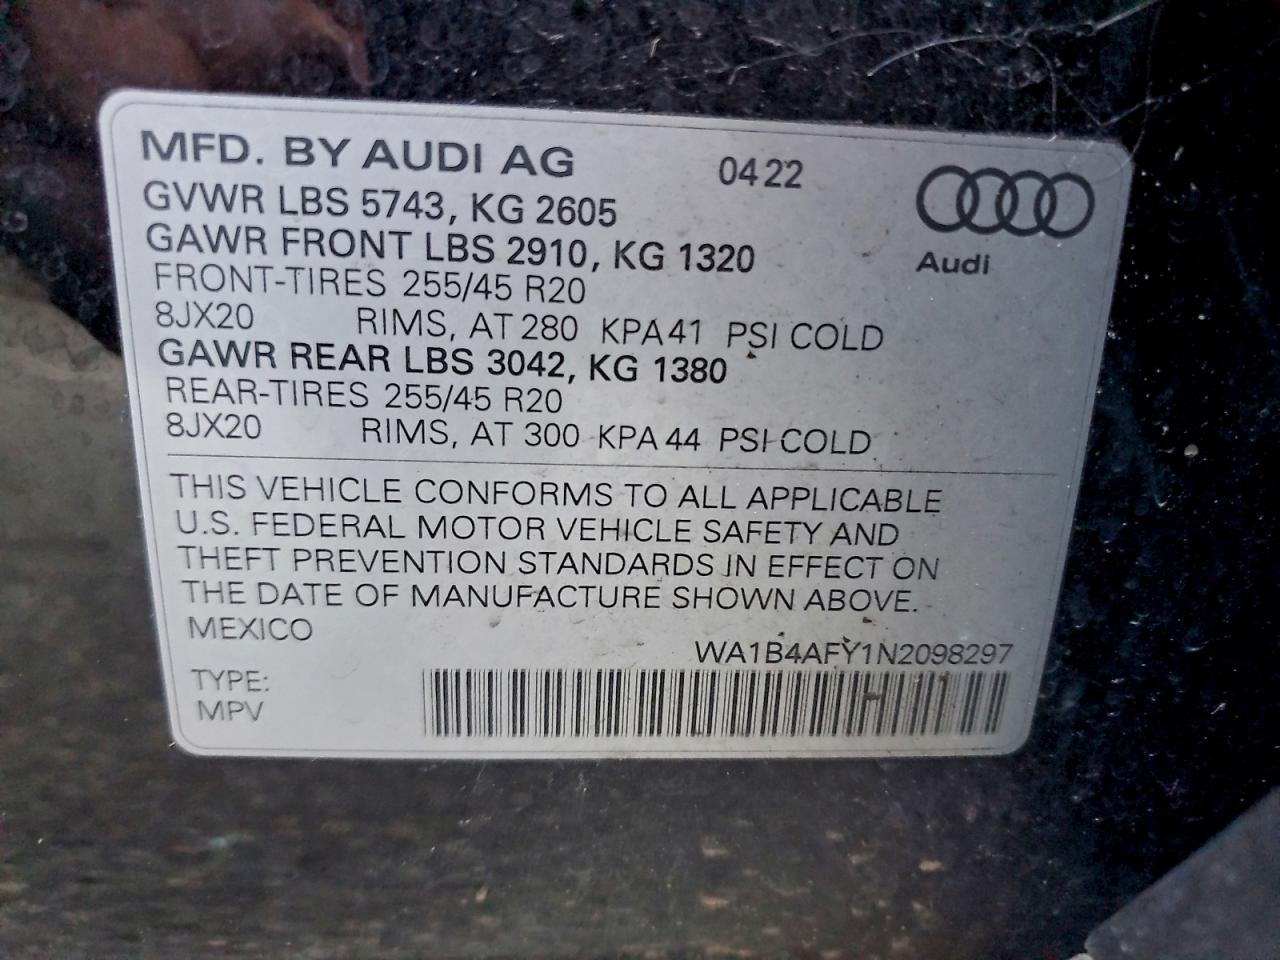 MFD. BY AUDI AG 0422
GVWR LBS 5743, KG 2605
GAWR FRONT LBS 2910, KG 1320
Audi
FRONT-TIRES 255/45 R20
8JX20 RIMS, AT 280 KPA 41 PSI COLD
GAWR REAR LBS 3042, KG 1380
REAR-TIRES 255/45 R20
8JX20 RIMS, AT 300 KPA 44 PSI COLD
THIS VEHICLE CONFORMS TO ALL APPLICABLE
U.S. FEDERAL MOTOR VEHICLE SAFETY AND
THEFT PREVENTION STANDARDS IN EFFECT ON
THE DATE OF MANUFACTURE SHOWN ABOVE.
MEXICO
WA1B4AFY1N2098297
TYPE:
MPV